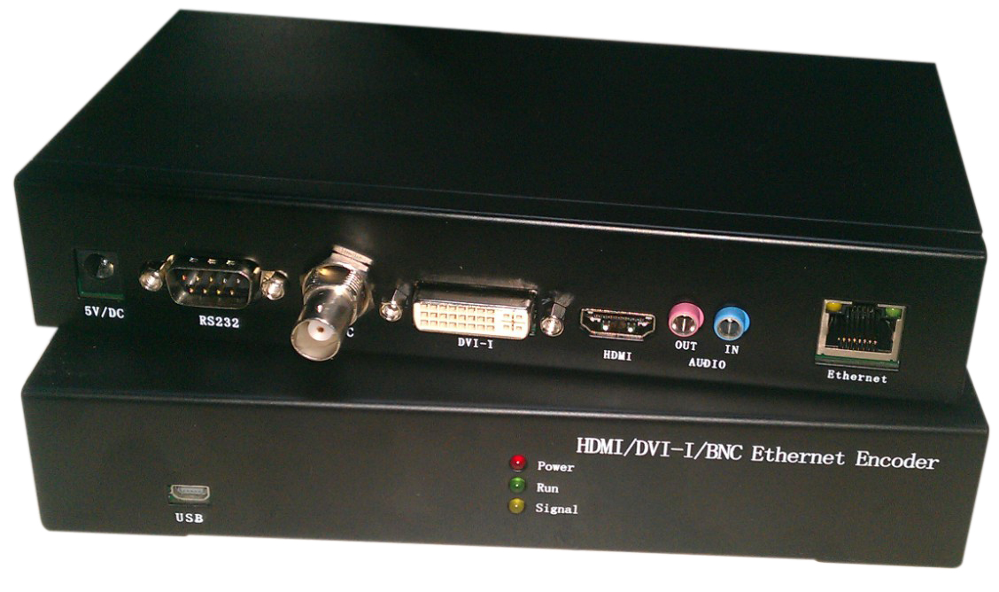 5V/DC
RS232
C
DVI-I
HDMI
OUT IN
AUDIO
Ethernet
HDMI/DVI-I/BNC Ethernet Encoder
Power
Run
Signal
USB